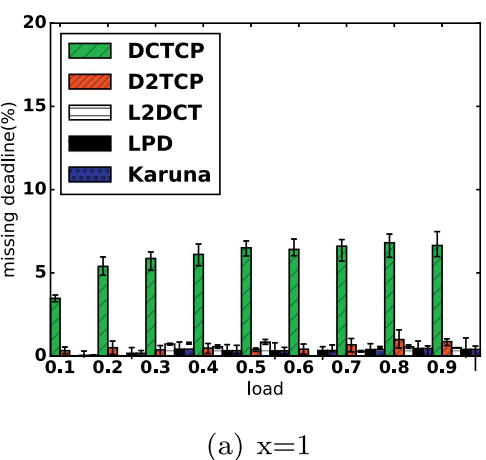 20
15
10
5
0
missing deadline(%)
DCTCP
D2TCP
L2DCT
LPD
Karuna
0.1 0.2 0.3 0.4 0.5 0.6 0.7 0.8 0.9
load
(a) x=1